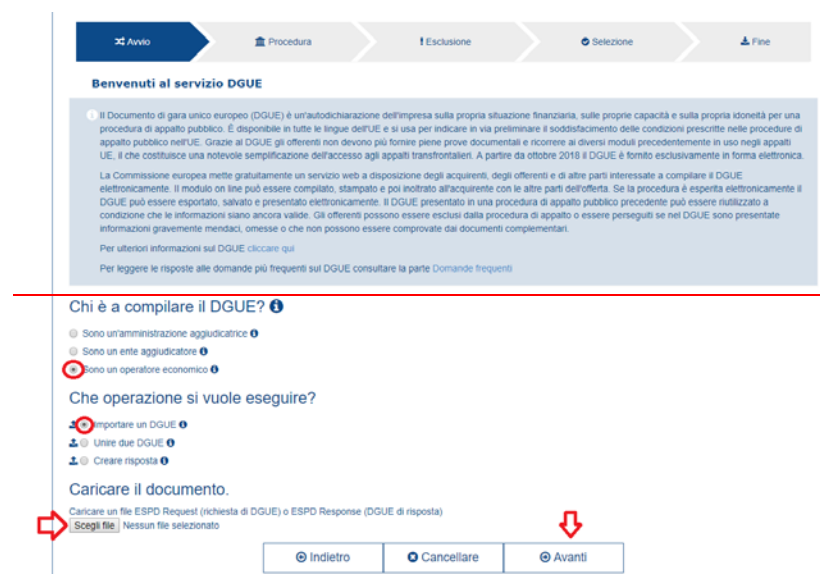 Avvio
Procedura
Esclusione
Selezione
Fine
Benvenuti al servizio DGUE
Il Documento di gara unico europeo (DGUE) è un'autodichiarazione dell'impresa sulla propria situazione finanziaria, sulle proprie capacità e sulla propria idoneità per una
procedura di appalto pubblico. È disponibile in tutte le lingue dell'UE e si usa per indicare in via preliminare il soddisfacimento delle condizioni prescritte nelle procedure di
appalto pubblico nell'UE. Grazie al DGUE gli offerenti non devono più fornire piene prove documentali e ricorrere ai diversi moduli precedentemente in uso negli appalti
UE, il che costituisce una notevole semplificazione dell'accesso agli appalti transfrontalieri. A partire da ottobre 2018 il DGUE è fornito esclusivamente in forma elettronica.
La Commissione europea mette gratuitamente un servizio web a disposizione degli acquirenti, degli offerenti e di altre parti interessate a compilare il DGUE
elettronicamente. Il modulo on line può essere compilato, stampato e poi inoltrato all'acquirente con le altre parti dell'offerta. Se la procedura è esperita elettronicamente il
DGUE può essere esportato, salvato e presentato elettronicamente. Il DGUE presentato in una procedura di appalto pubblico precedente può essere riutilizzato a
condizione che le informazioni siano ancora valide. Gli offerenti possono essere esclusi dalla procedura di appalto o essere perseguiti se nel DGUE sono presentate
informazioni gravemente mendaci, omesse o che non possono essere comprovate dai documenti complementari.
Per ulteriori informazioni sul DGUE cliccare qui
Per leggere le risposte alle domande più frequenti sul DGUE consultare la parte Domande frequenti
Chi è a compilare il DGUE?
Sono un'amministrazione aggiudicatrice
Sono un ente aggiudicatore
Sono un operatore economico
Che operazione si vuole eseguire?
Importare un DGUE
Unire due DGUE
Creare risposta
Caricare il documento.
Caricare un file ESPD Request (richiesta di DGUE) o ESPD Response (DGUE di risposta)
Scegli file Nessun file selezionato
Indietro
Cancellare
Avanti